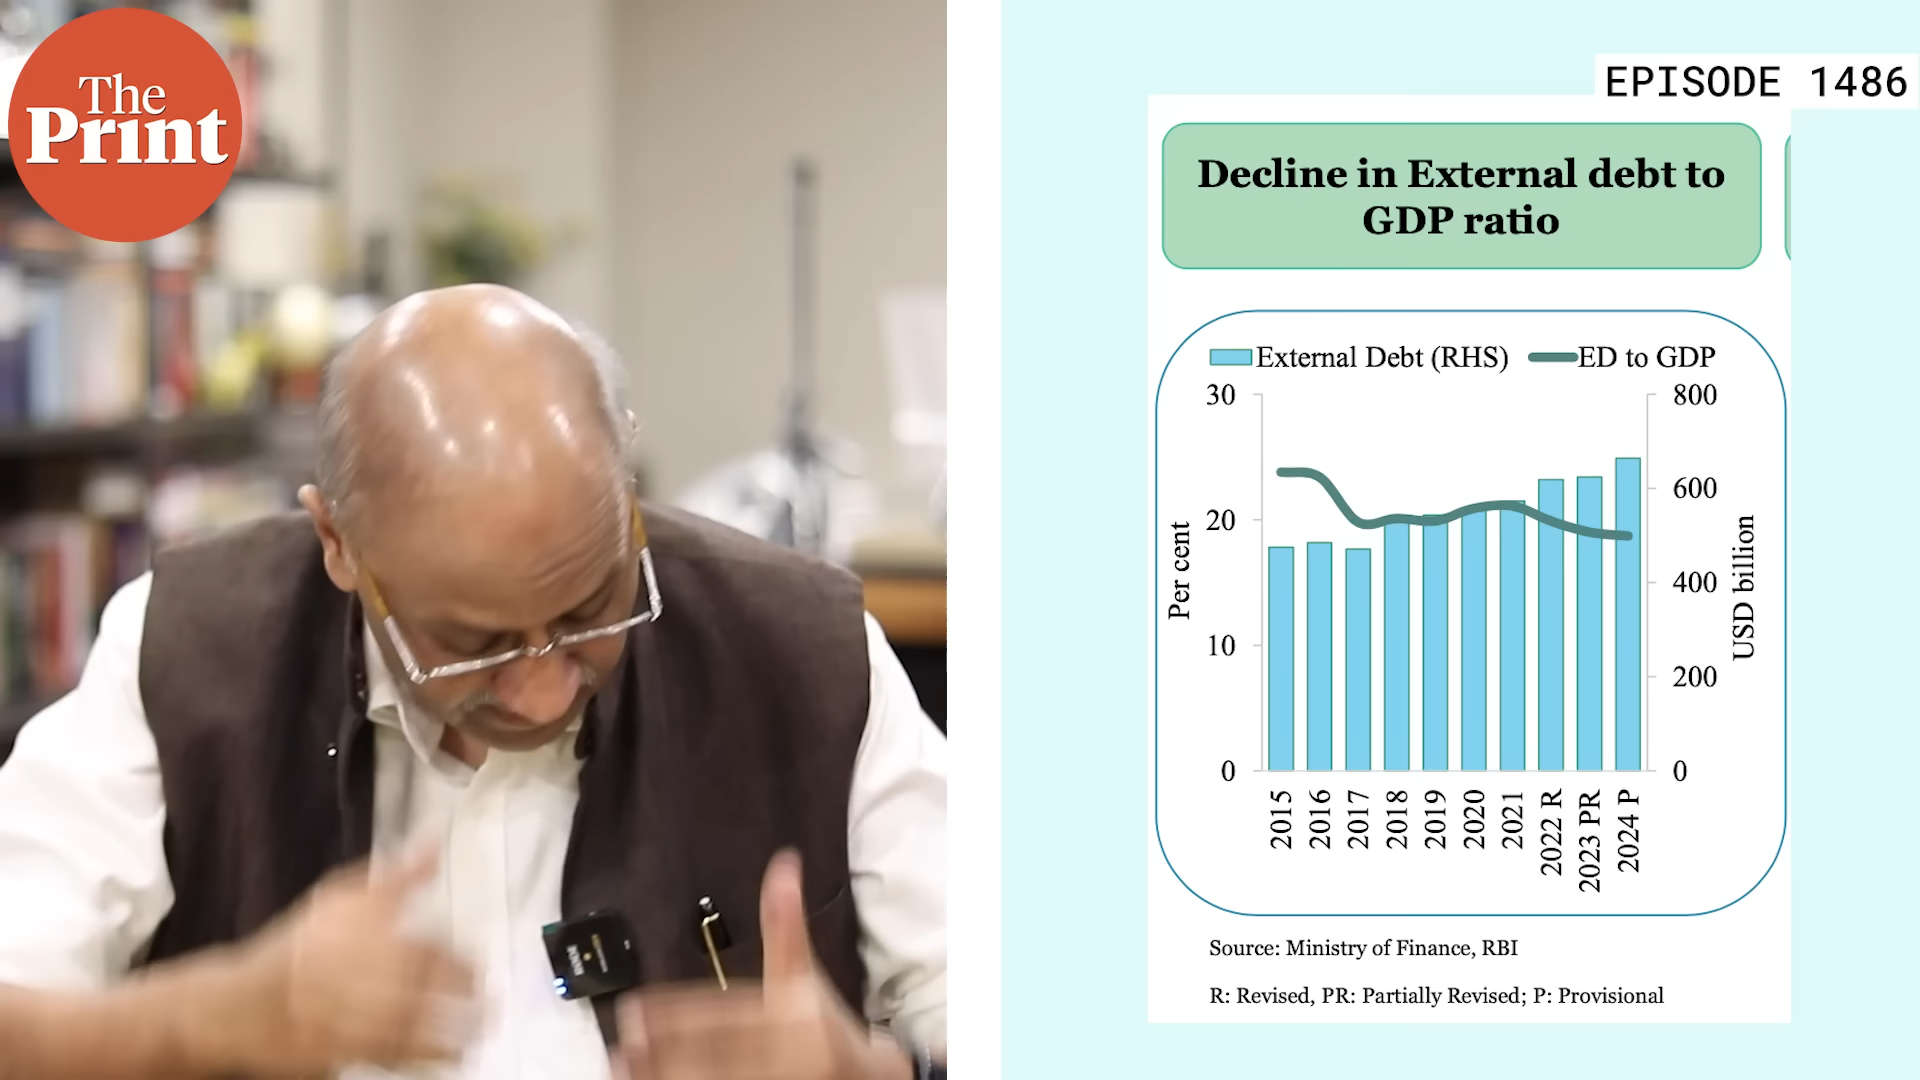 The
Print
EPISODE 1486
Decline in External debt to
GDP ratio
External Debt (RHS) ED to GDP
30
20
10
0
Per cent
800
600
400
200
0
USD billion
2015
2016
2017
2018
2019
2020
2021
2022 R
2023 PR
2024 P
Source: Ministry of Finance, RBI
R: Revised, PR: Partially Revised; P: Provisional